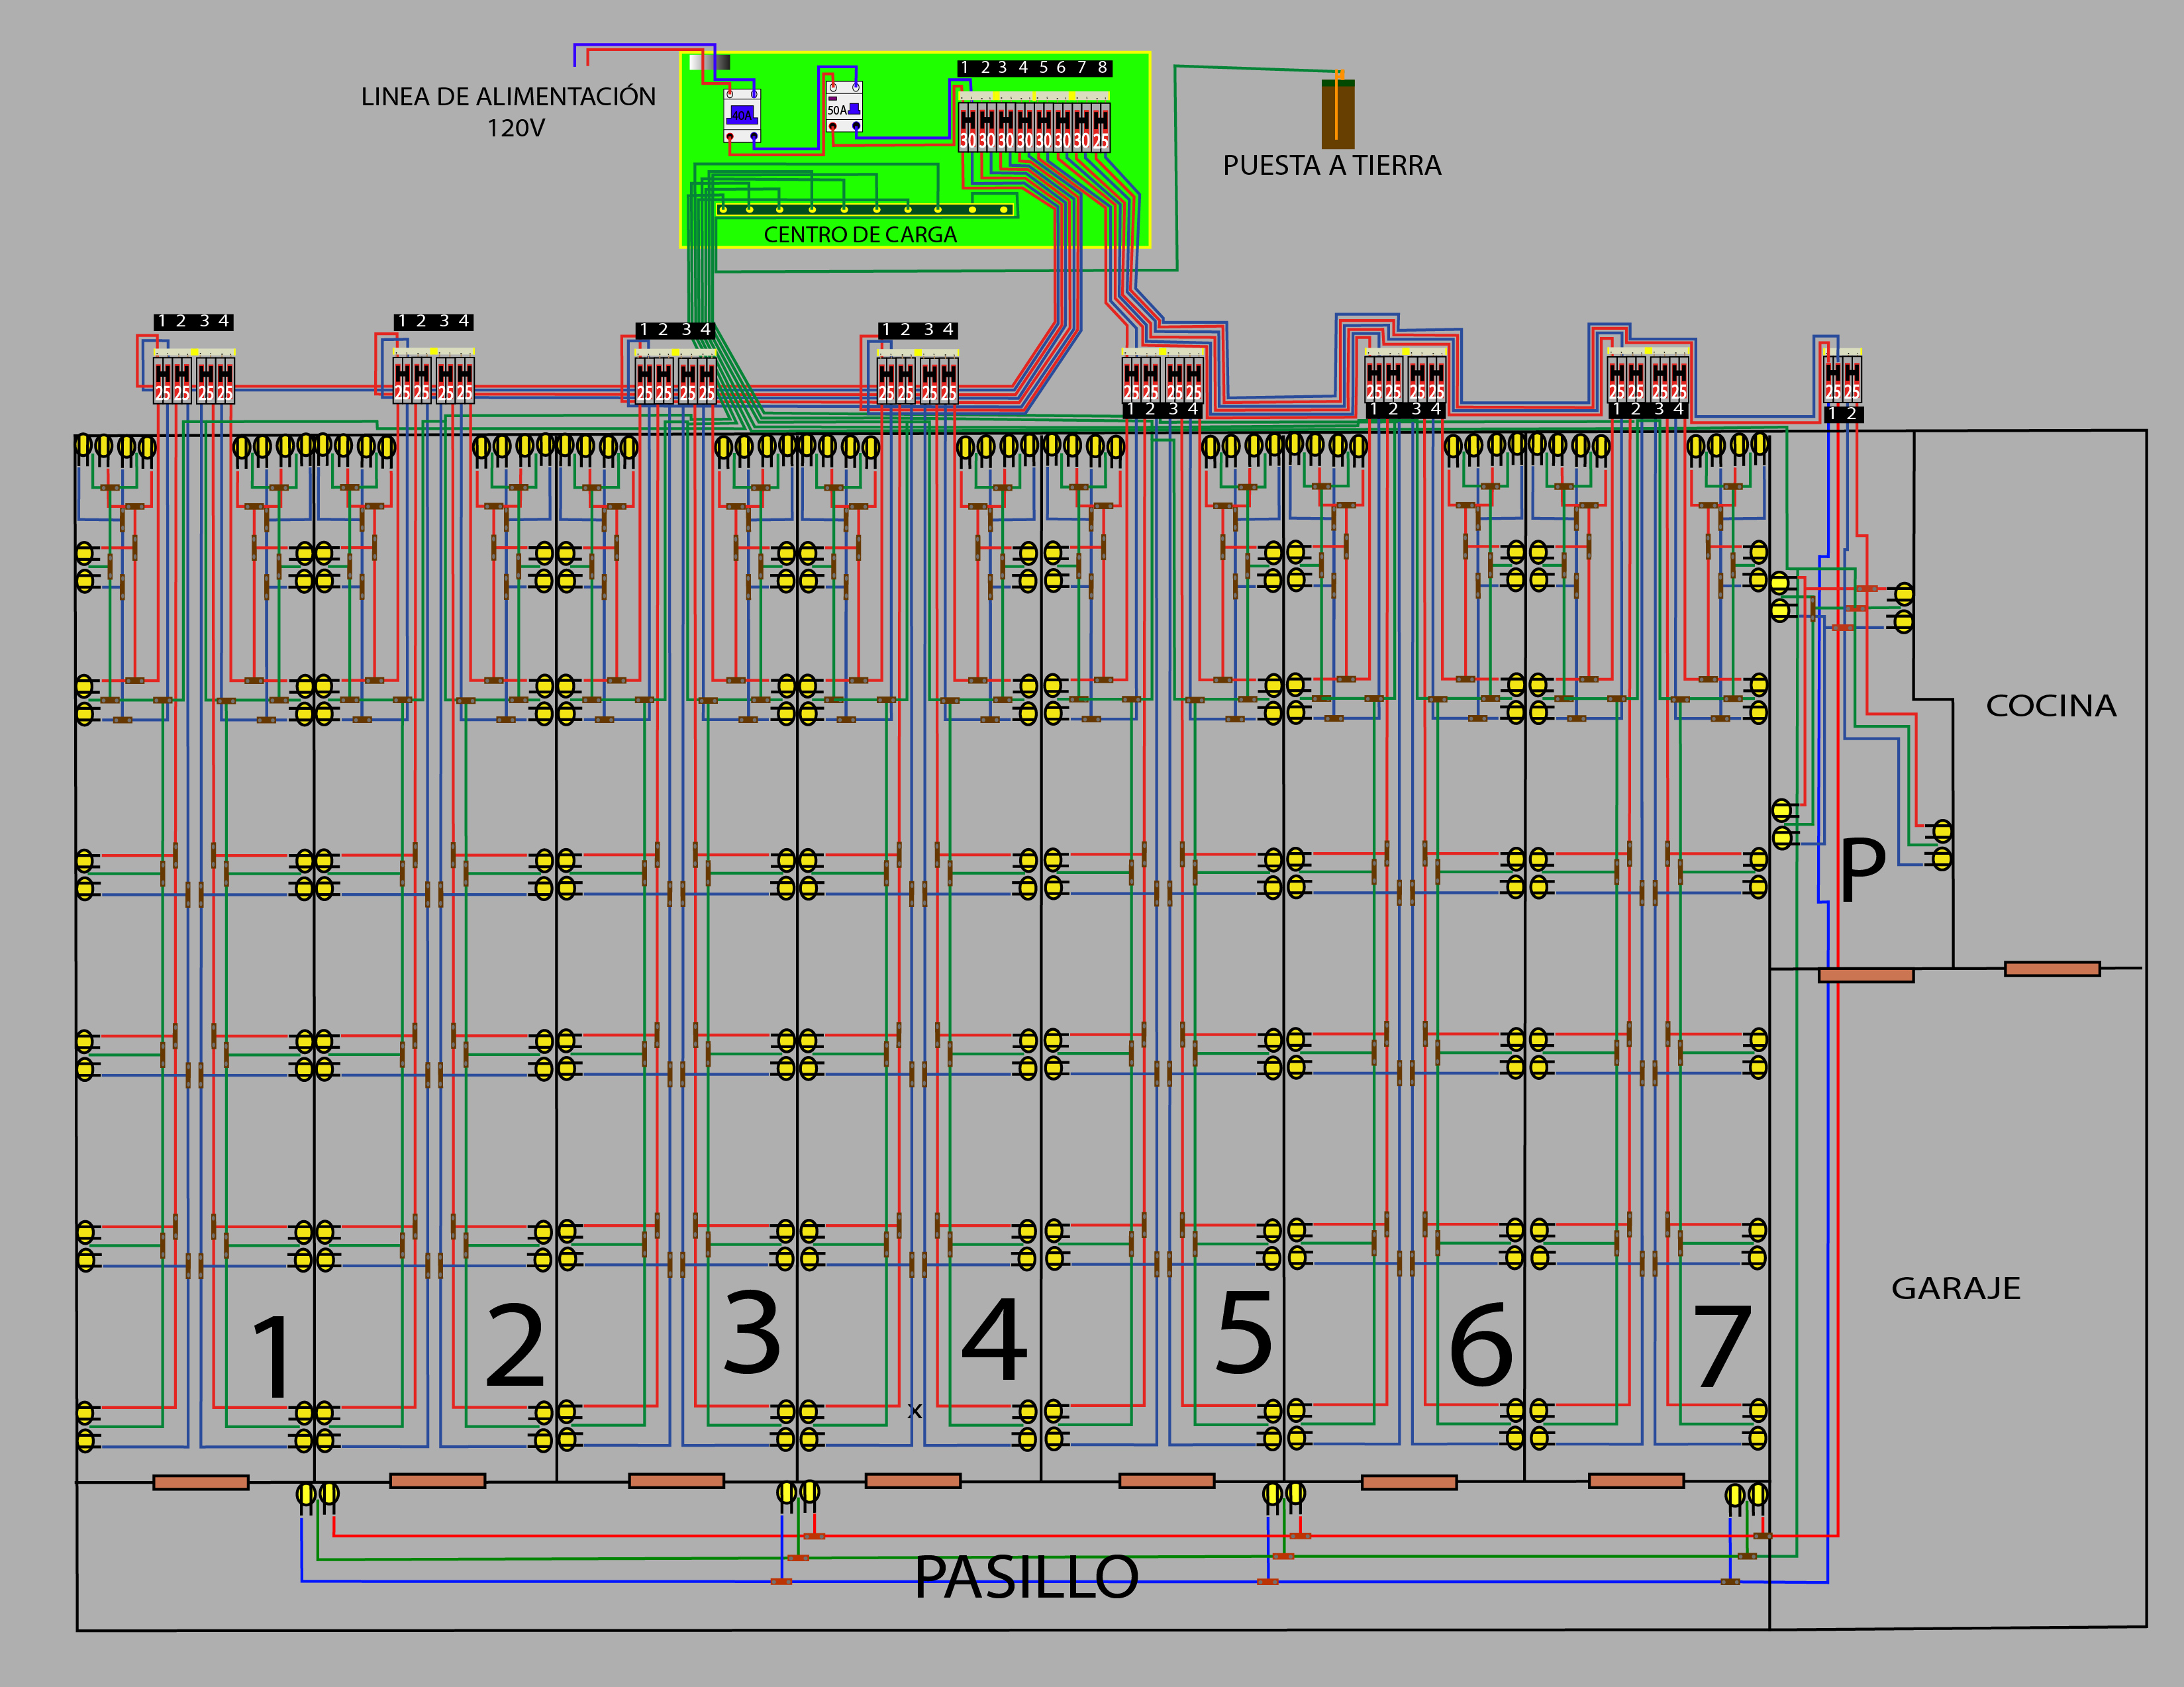 LINEA DE ALIMENTACIÓN
120V
40A
50A
1 2 3 4 5 6 7 8
30 30 30 30 30 30 30 25
CENTRO DE CARGA
PUESTA A TIERRA
1 2 3 4
25 25 25 25
1 2 3 4
25 25 25 25
1 2 3 4
25 25 25 25
1 2 3 4
25 25 25 25
25 25 25 25
1 2 3 4
25 25 25 25
1 2 3 4
25 25 25 25
1 2 3 4
25 25
1 2
COCINA
P
GARAJE
1
2
3
4
5
6
7
x
PASILLO